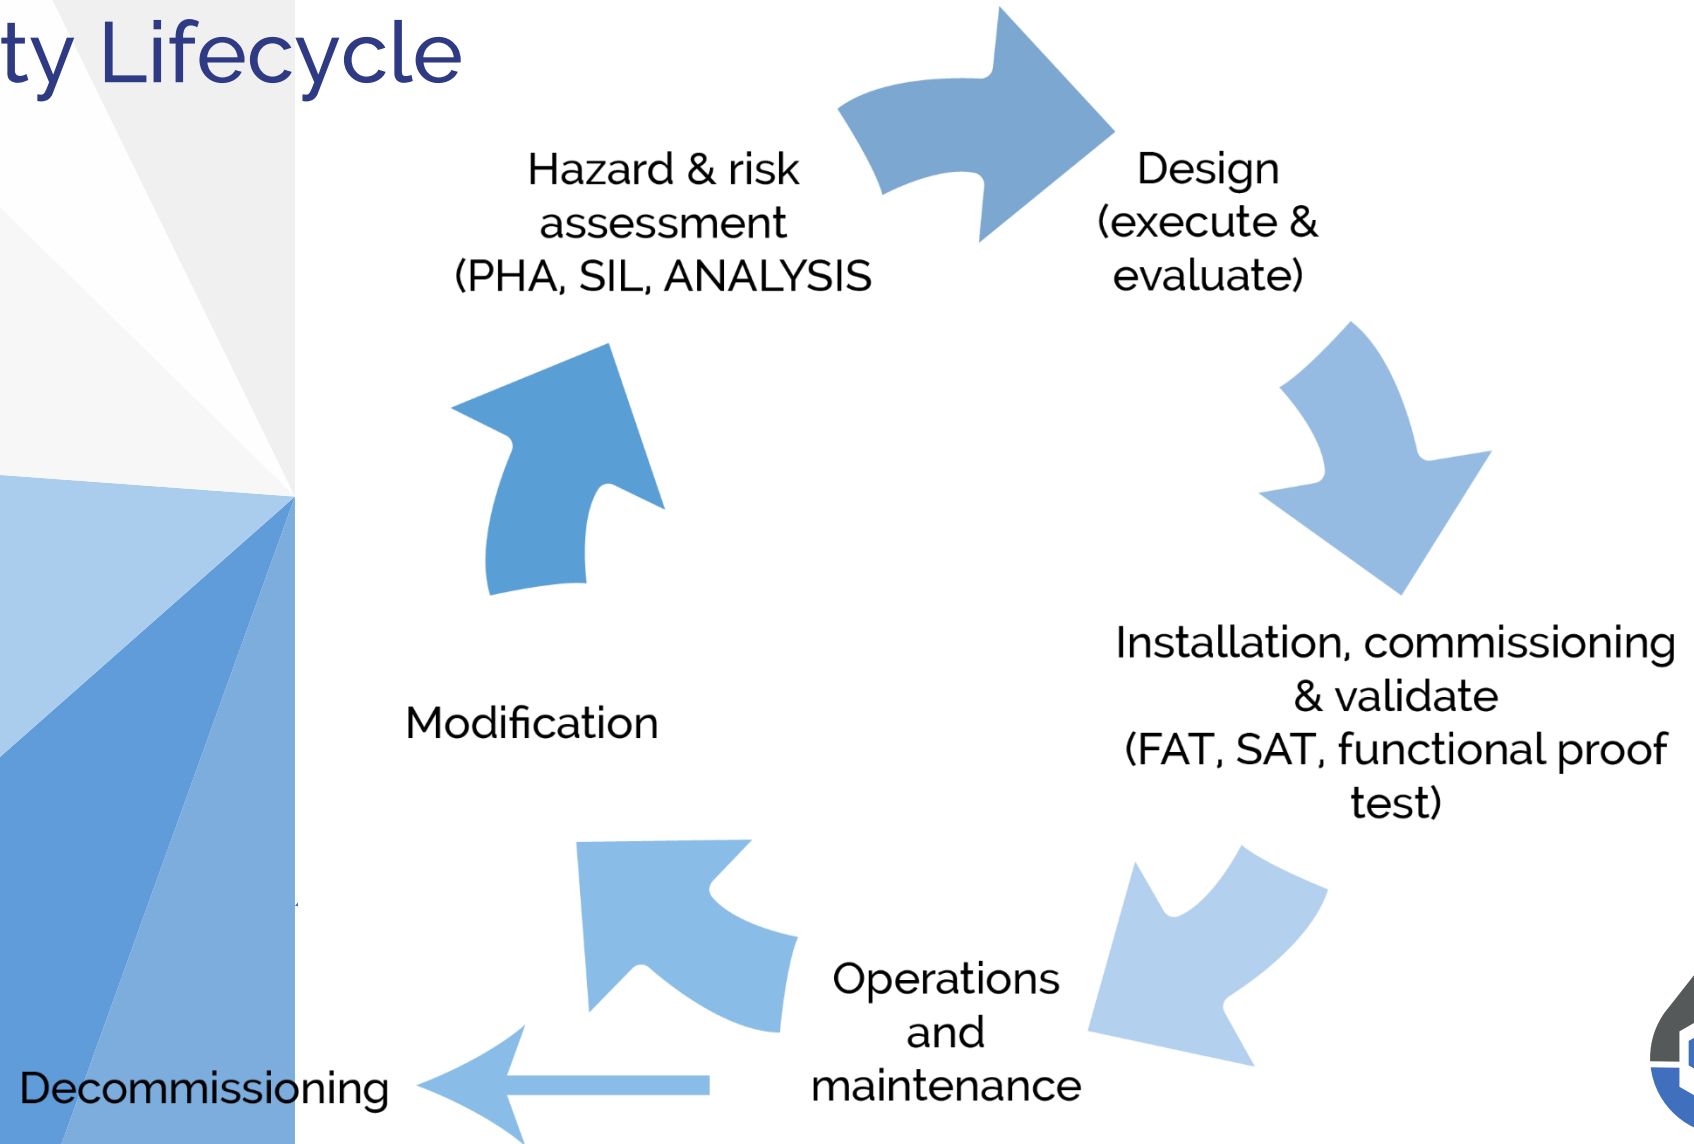 ty Lifecycle
Hazard & risk
assessment
(PHA, SIL, ANALYSIS
Design
(execute &
evaluate)
Installation, commissioning
& validate
(FAT, SAT, functional proof
test)
Operations
and
maintenance
Modification
Decommissioning